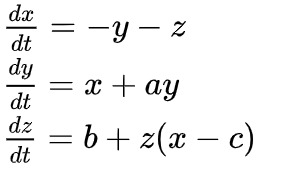 dx/dt = −y − z
dy/dt = x + ay
dz/dt = b + z(x − c)